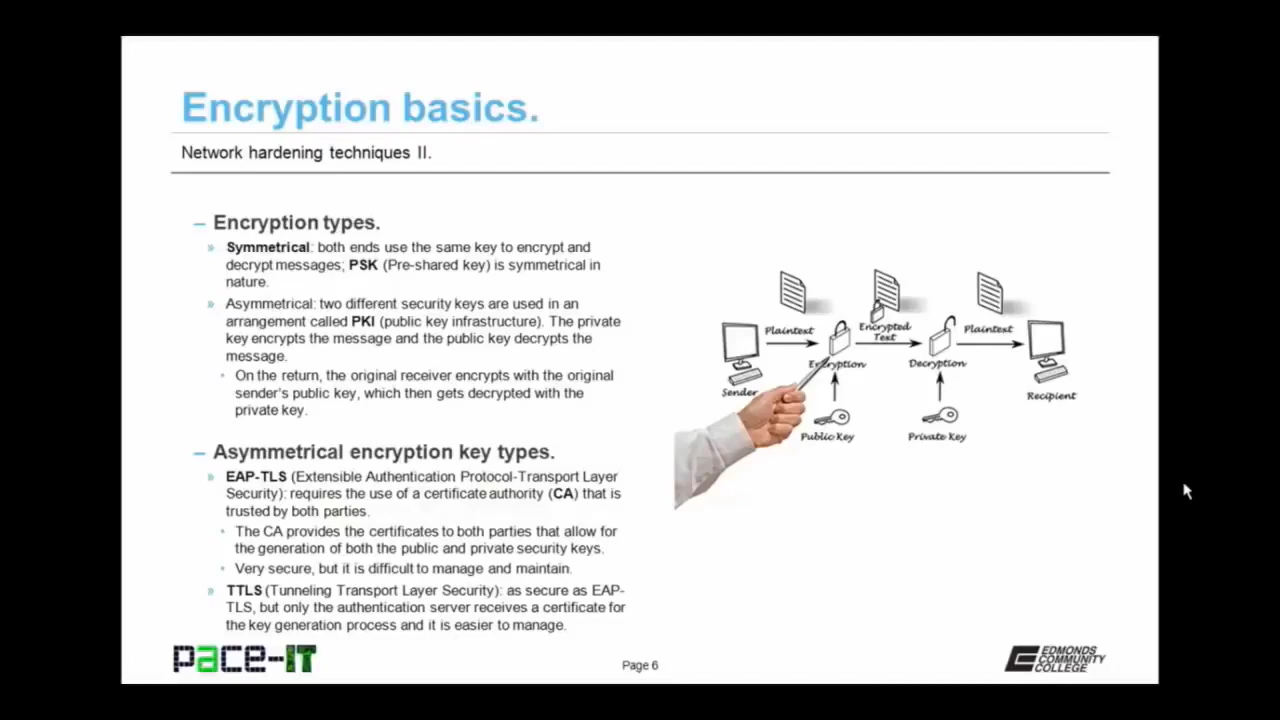 Encryption basics.
Network hardening techniques II.
– Encryption types.
» Symmetrical: both ends use the same key to encrypt and
decrypt messages; PSK (Pre-shared key) is symmetrical in
nature.
» Asymmetrical: two different security keys are used in an
arrangement called PKI (public key infrastructure). The private
key encrypts the message and the public key decrypts the
message.
• On the return, the original receiver encrypts with the original
sender's public key, which then gets decrypted with the
private key.
– Asymmetrical encryption key types.
» EAP-TLS (Extensible Authentication Protocol-Transport Layer
Security): requires the use of a certificate authority (CA) that is
trusted by both parties.
• The CA provides the certificates to both parties that allow for
the generation of both the public and private security keys.
• Very secure, but it is difficult to manage and maintain.
» TTLS (Tunneling Transport Layer Security): as secure as EAP-
TLS, but only the authentication server receives a certificate for
the key generation process and it is easier to manage.
Plaintext
Encrypted
Text
Plaintext
Encryption
Decryption
Sender
Recipient
Public Key
Private Key
pace-IT
Page 6
EDMONDS
COMMUNITY
COLLEGE